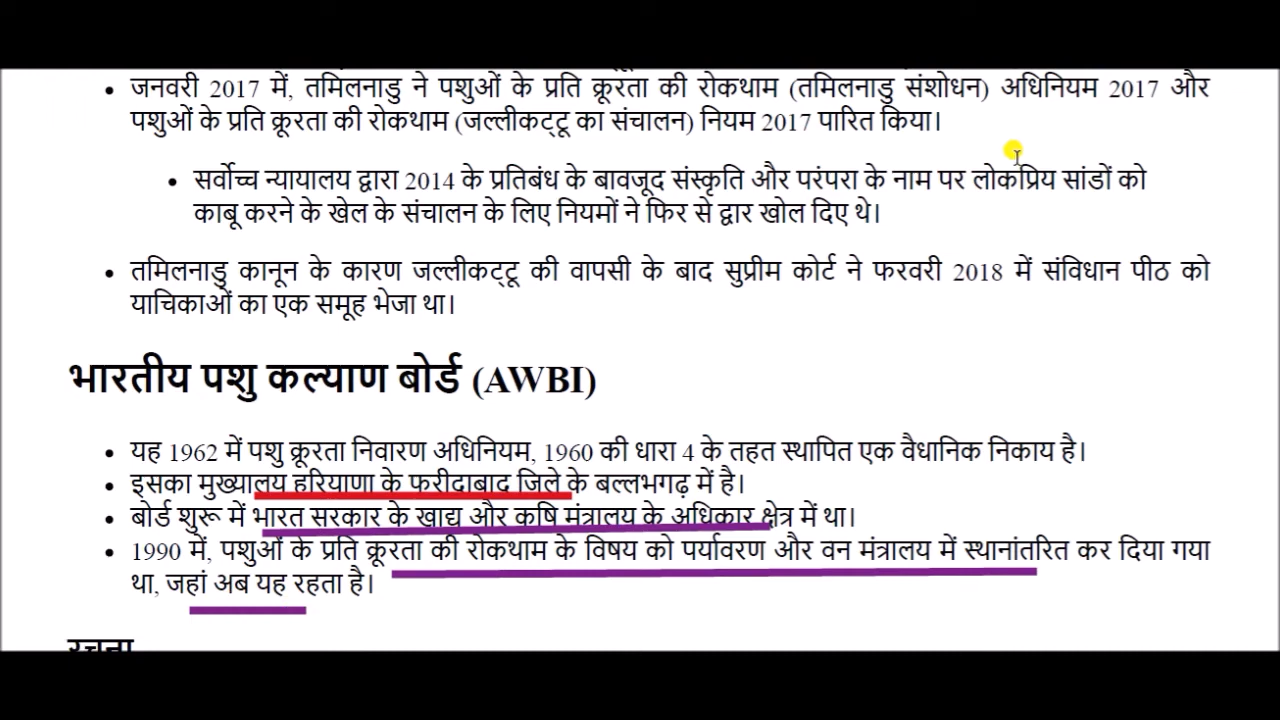 जनवरी 2017 में, तमिलनाडु ने पशुओं के प्रति क्रूरता की रोकथाम (तमिलनाडु संशोधन) अधिनियम 2017 और
पशुओं के प्रति क्रूरता की रोकथाम (जल्लीकट्टू का संचालन) नियम 2017 पारित किया।
सर्वोच्च न्यायालय द्वारा 2014 के प्रतिबंध के बावजूद संस्कृति और परंपरा के नाम पर लोकप्रिय सांडों को
काबू करने के खेल के संचालन के लिए नियमों ने फिर से द्वार खोल दिए थे।
तमिलनाडु कानून के कारण जल्लीकट्टू की वापसी के बाद सुप्रीम कोर्ट ने फरवरी 2018 में संविधान पीठ को
याचिकाओं का एक समूह भेजा था।
भारतीय पशु कल्याण बोर्ड (AWBI)
यह 1962 में पशु क्रूरता निवारण अधिनियम, 1960 की धारा 4 के तहत स्थापित एक वैधानिक निकाय है।
इसका मुख्यालय हरियाणा के फरीदाबाद जिले के बल्लभगढ़ में है।
बोर्ड शुरू में भारत सरकार के खाद्य और कृषि मंत्रालय के अधिकार क्षेत्र में था।
1990 में, पशुओं के प्रति क्रूरता की रोकथाम के विषय को पर्यावरण और वन मंत्रालय में स्थानांतरित कर दिया गया
था, जहां अब यह रहता है।
रचना